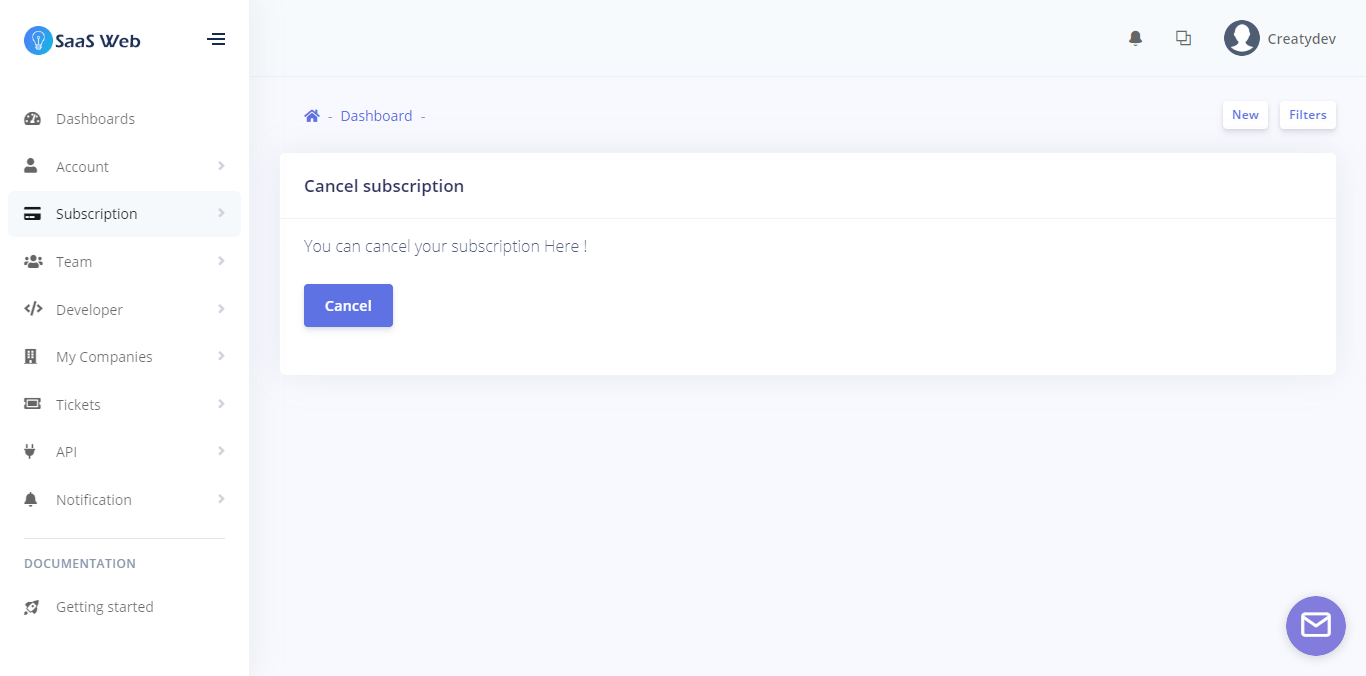 SaaS Web
Creatydev
Dashboards
Account
Subscription
Team
Developer
My Companies
Tickets
API
Notification
DOCUMENTATION
Getting started
- Dashboard -
New
Filters
Cancel subscription
You can cancel your subscription Here !
Cancel